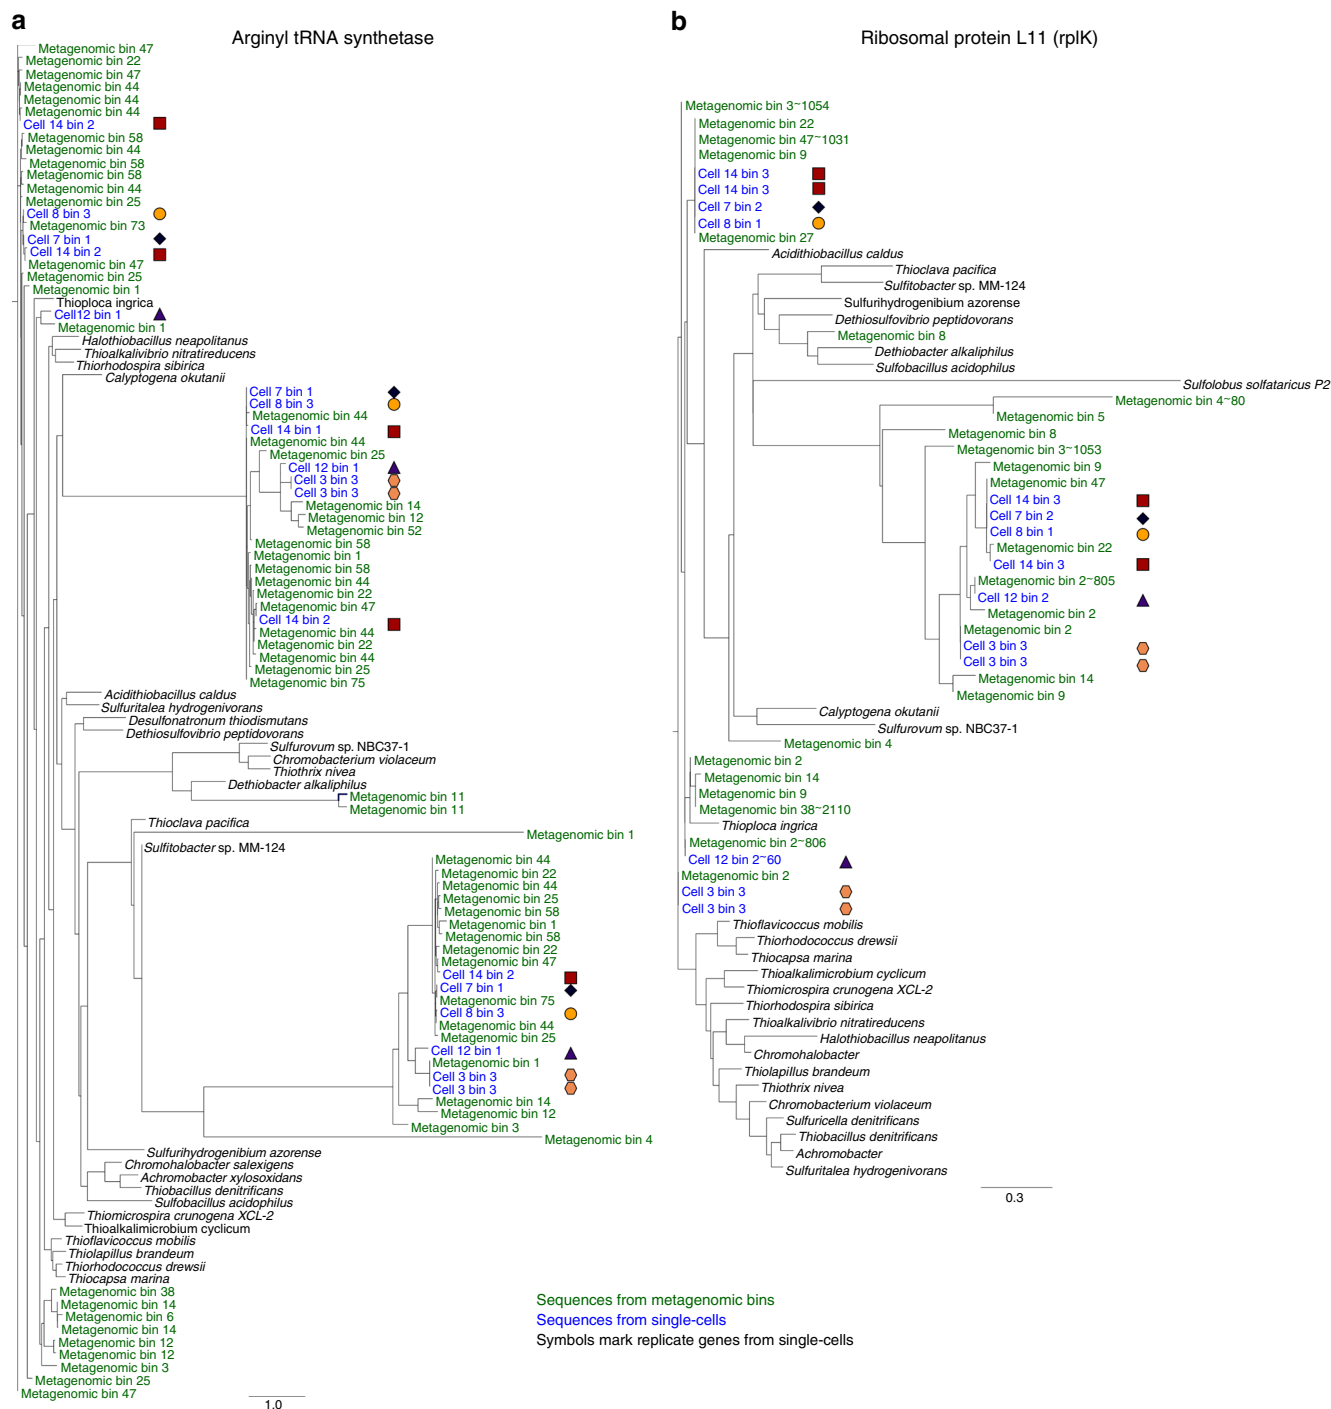 a
Arginyl tRNA synthetase
Metagenomic bin 47
Metagenomic bin 22
Metagenomic bin 47
Metagenomic bin 44
Metagenomic bin 44
Metagenomic bin 44
Cell 14 bin 2
Metagenomic bin 58
Metagenomic bin 44
Metagenomic bin 58
Metagenomic bin 58
Metagenomic bin 44
Metagenomic bin 25
Cell 8 bin 3
Metagenomic bin 73
Cell 7 bin 1
Cell 14 bin 2
Metagenomic bin 47
Metagenomic bin 25
Metagenomic bin 1
Thioploca ingrica
Cell12 bin 1
Metagenomic bin 1
Halothiobacillus neapolitanus
Thioalkalivibrio nitratireducens
Thiorhodospira sibirica
Calyptogena okutanii
Cell 7 bin 1
Cell 8 bin 3
Metagenomic bin 44
Cell 14 bin 1
Metagenomic bin 44
Metagenomic bin 25
Cell 12 bin 1
Cell 3 bin 3
Cell 3 bin 3
Metagenomic bin 14
Metagenomic bin 12
Metagenomic bin 52
Metagenomic bin 58
Metagenomic bin 1
Metagenomic bin 58
Metagenomic bin 44
Metagenomic bin 22
Metagenomic bin 47
Cell 14 bin 2
Metagenomic bin 44
Metagenomic bin 22
Metagenomic bin 44
Metagenomic bin 25
Metagenomic bin 75
Acidithiobacillus caldus
Sulfuritalea hydrogenivorans
Desulfonatronum thiodismutans
Dethiosulfovibrio peptidovorans
Sulfurovum sp. NBC37-1
Chromobacterium violaceum
Thiothrix nivea
Dethiobacter alkaliphilus
Metagenomic bin 11
Metagenomic bin 11
Thioclava pacifica
Metagenomic bin 1
Sulfitobacter sp. MM-124
Metagenomic bin 44
Metagenomic bin 22
Metagenomic bin 44
Metagenomic bin 25
Metagenomic bin 58
Metagenomic bin 1
Metagenomic bin 58
Metagenomic bin 22
Metagenomic bin 47
Cell 14 bin 2
Cell 7 bin 1
Metagenomic bin 75
Cell 8 bin 3
Metagenomic bin 44
Metagenomic bin 25
Cell 12 bin 1
Metagenomic bin 1
Cell 3 bin 3
Cell 3 bin 3
Metagenomic bin 14
Metagenomic bin 12
Metagenomic bin 3
Metagenomic bin 4
Sulfurihydrogenibium azorense
Chromohalobacter salexigens
Achromobacter xylosoxidans
Thiobacillus denitrificans
Sulfobacillus acidophilus
Thiomicrospira crunogena XCL-2
Thioalkalimicrobium cyclicum
Thioflavicoccus mobilis
Thiolapillus brandeum
Thiorhodococcus drewsii
Thiocapsa marina
Metagenomic bin 38
Metagenomic bin 14
Metagenomic bin 6
Metagenomic bin 14
Metagenomic bin 12
Metagenomic bin 12
Metagenomic bin 3
Metagenomic bin 25
Metagenomic bin 47
1.0
b
Ribosomal protein L11 (rplK)
Metagenomic bin 3~1054
Metagenomic bin 22
Metagenomic bin 47~1031
Metagenomic bin 9
Cell 14 bin 3
Cell 14 bin 3
Cell 7 bin 2
Cell 8 bin 1
Metagenomic bin 27
Acidithiobacillus caldus
Thioclava pacifica
Sulfitobacter sp. MM-124
Sulfurihydrogenibium azorense
Dethiosulfovibrio peptidovorans
Metagenomic bin 8
Dethiobacter alkaliphilus
Sulfobacillus acidophilus
Sulfolobus solfataricus P2
Metagenomic bin 4~80
Metagenomic bin 5
Metagenomic bin 8
Metagenomic bin 3~1053
Metagenomic bin 9
Metagenomic bin 47
Cell 14 bin 3
Cell 7 bin 2
Cell 8 bin 1
Metagenomic bin 22
Cell 14 bin 3
Metagenomic bin 2~805
Cell 12 bin 2
Metagenomic bin 2
Metagenomic bin 2
Cell 3 bin 3
Cell 3 bin 3
Metagenomic bin 14
Metagenomic bin 9
Calyptogena okutanii
Sulfurovum sp. NBC37-1
Metagenomic bin 4
Metagenomic bin 2
Metagenomic bin 14
Metagenomic bin 9
Metagenomic bin 38~2110
Thioploca ingrica
Metagenomic bin 2~806
Cell 12 bin 2~60
Metagenomic bin 2
Cell 3 bin 3
Cell 3 bin 3
Thioflavicoccus mobilis
Thiorhodococcus drewsii
Thiocapsa marina
Thioalkalimicrobium cyclicum
Thiomicrospira crunogena XCL-2
Thiorhodospira sibirica
Thioalkalivibrio nitratireducens
Halothiobacillus neapolitanus
Chromohalobacter
Thiolapillus brandeum
Thiothrix nivea
Chromobacterium violaceum
Sulfuricella denitrificans
Thiobacillus denitrificans
Achromobacter
Sulfuritalea hydrogenivorans
0.3
Sequences from metagenomic bins
Sequences from single-cells
Symbols mark replicate genes from single-cells